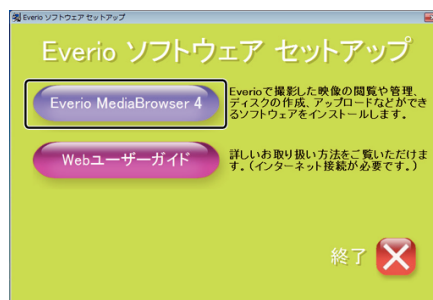 Everio ソフトウェア セットアップ
Everio ソフトウェア セットアップ
Everio MediaBrowser 4
Everioで撮影した映像の閲覧や管理、
ディスクの作成、アップロードなどができ
るソフトウェアをインストールします。
Webユーザーガイド
詳しいお取り扱い方法をご覧いただけま
す。(インターネット接続が必要です。)
終了